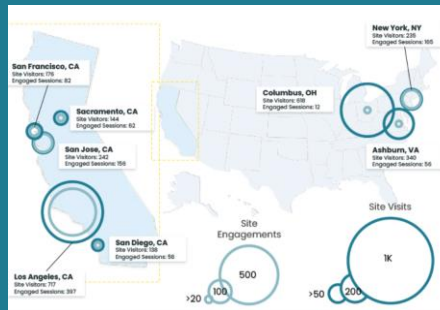 New York, NY
Site Visitors: 235
Engaged Sessions: 165
San Francisco, CA
Site Visitors: 176
Engaged Sessions: 82
Columbus, OH
Site Visitors: 618
Engaged Sessions: 12
Sacramento, CA
Site Visitors: 144
Engaged Sessions: 62
San Jose, CA
Site Visitors: 242
Engaged Sessions: 156
Ashburn, VA
Site Visitors: 340
Engaged Sessions: 56
Site Visits
Site
Engagements
San Diego, CA
Site Visitors: 138
Engaged Sessions: 58
Los Angeles, CA
Site Visitors: 717
Engaged Sessions: 397
500
100
>20
1K
200
>50